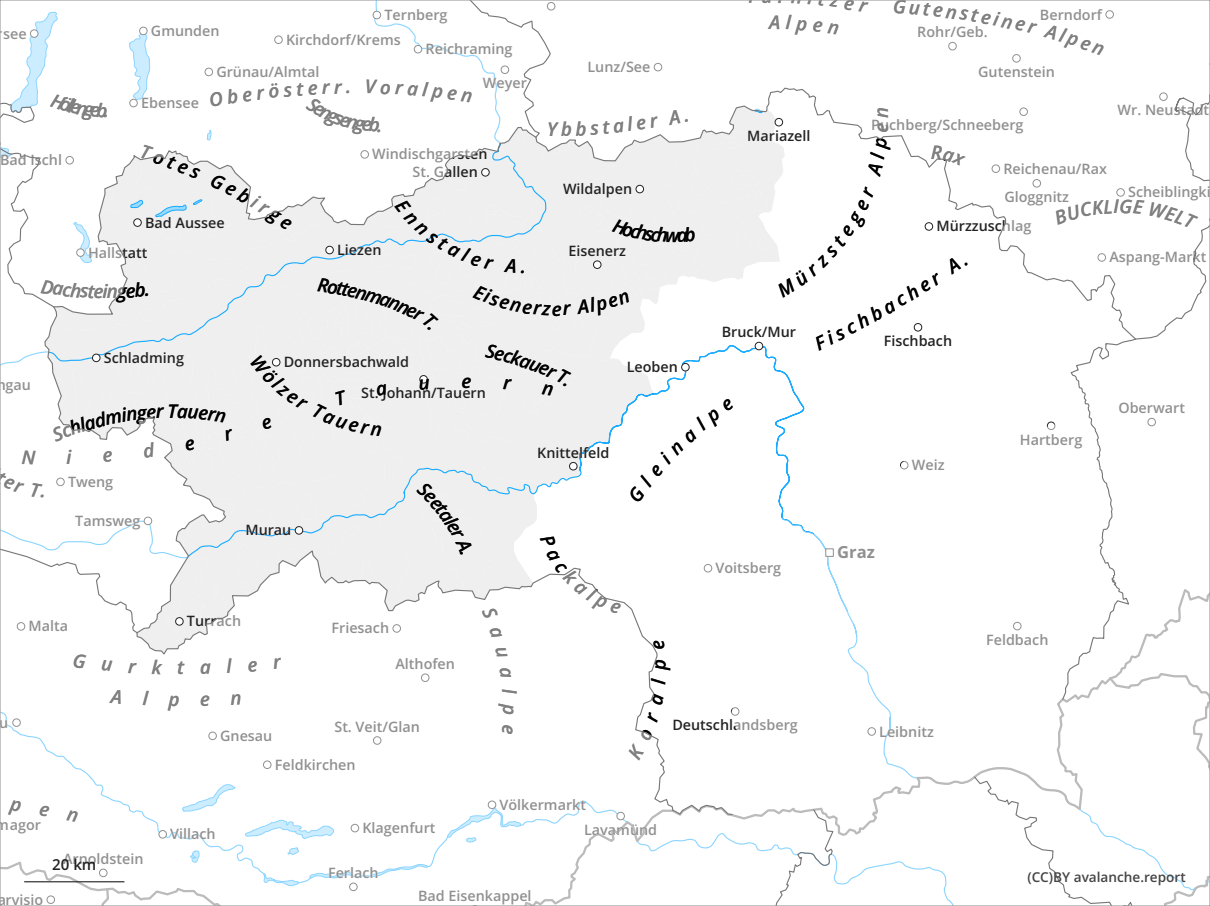 Ternberg
Gmunden
Kirchdorf/Krems
Reichraming
Grünau/Almtal
Weyer
Oberösterr. Voralpen
Ebensee
Höllengeb.
Sengsengeb.
Lunz/See
Alpen
Gutensteiner Alpen
Berndorf
Rohr/Geb.
Gutenstein
Wr. Neustadt
Ybbstaler A.
Mariazell
Puchberg/Schneeberg
Rax
Reichenau/Rax
Gloggnitz
BUCKLIGE WELT
Aspang-Markt
Bad Ischl
Windischgarsten
St. Gallen
Totes Gebirge
Bad Aussee
Wildalpen
Hochschwab
Eisenerz
Ennstaler A.
Liezen
Hallstatt
Dachsteingeb.
Mürzsteger Alpen
Mürzzuschlag
Fischbacher A.
Fischbach
Rottenmanner T.
Eisenerzer Alpen
Bruck/Mur
Schladming
Donnersbachwald
Seckauer T.
Leoben
St.Johann/Tauern
Wölzer Tauern
Schladminger Tauern
Niedere Tauern
Gleinalpe
Oberwart
Hartberg
Weiz
Knittelfeld
Tweng
Tamsweg
Murau
Seetaler A.
Packalpe
Graz
Voitsberg
Turrach
Malta
Friesach
Saualpe
Althofen
Koralpe
Feldbach
Gurktaler
Alpen
Deutschlandsberg
Leibnitz
Gnesau
St. Veit/Glan
Feldkirchen
Völkermarkt
Villach
Klagenfurt
Lavamünd
Arnoldstein
20 km
Ferlach
Bad Eisenkappel
(CC)BY avalanche.report